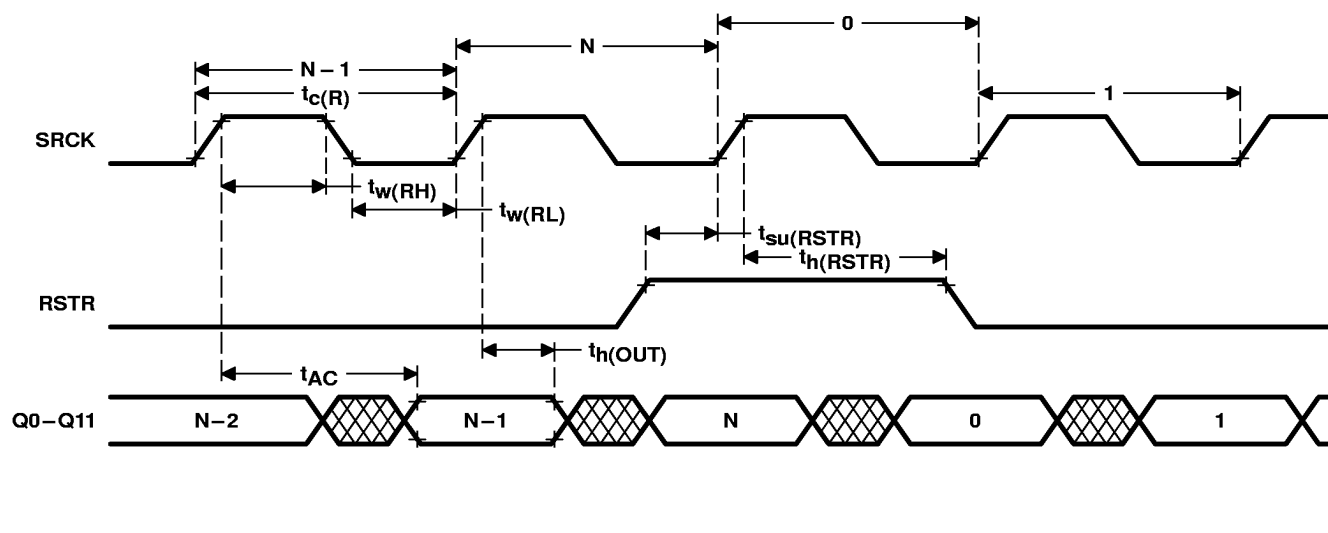 0
N
N – 1
tc(R)
1
SRCK
tw(RH)
tw(RL)
tsu(RSTR)
th(RSTR)
RSTR
th(OUT)
tAC
Q0–Q11
N–2
N–1
N
0
1